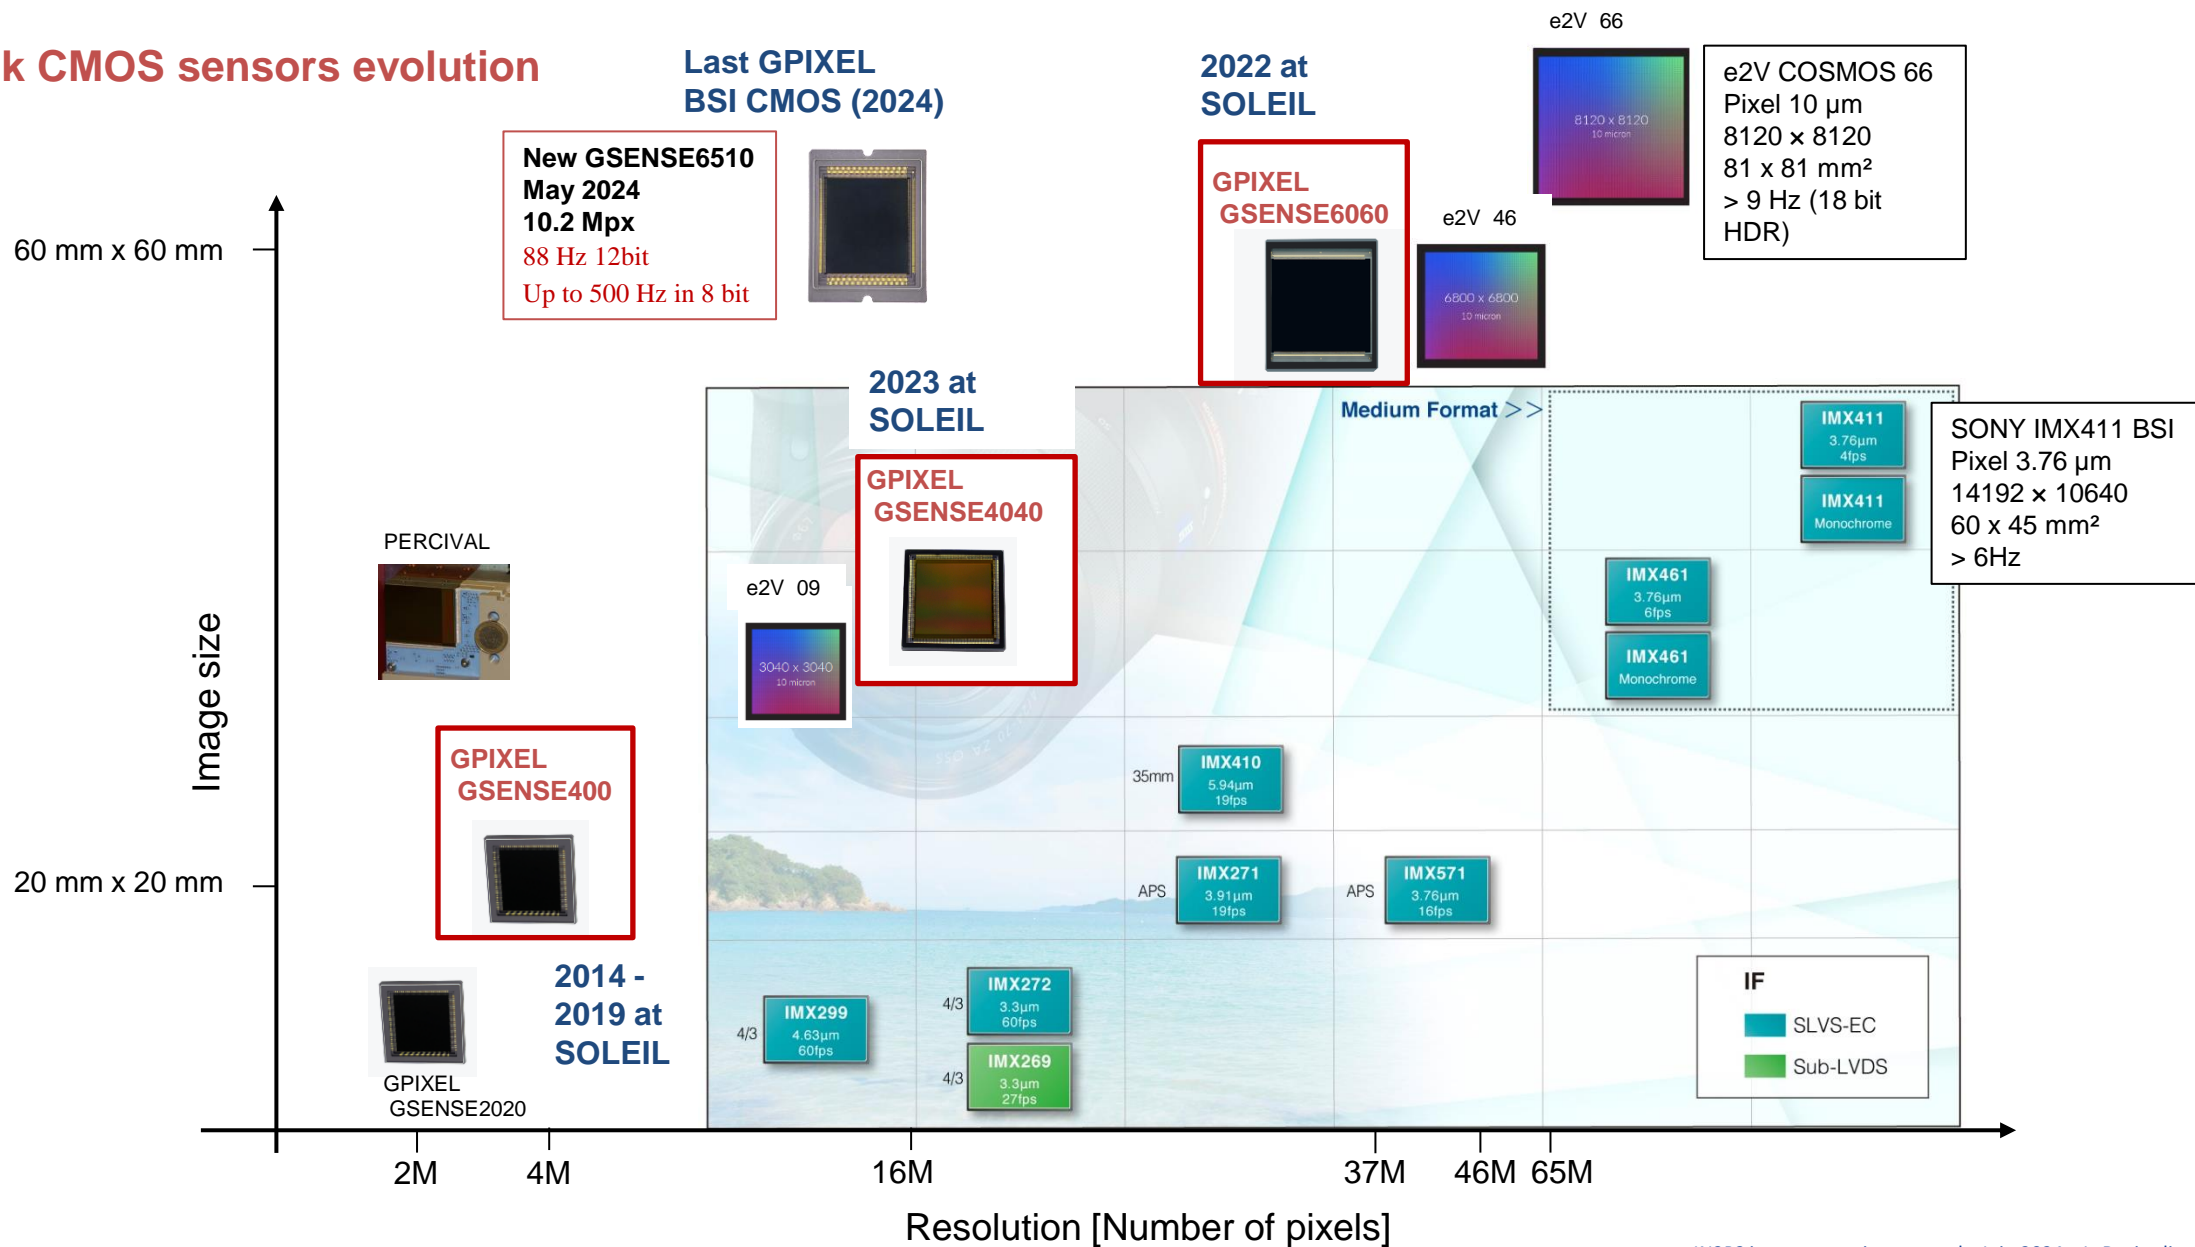 k CMOS sensors evolution
Last GPIXEL
BSI CMOS (2024)
New GSENSE6510
May 2024
10.2 Mpx
88 Hz 12bit
Up to 500 Hz in 8 bit
2022 at
SOLEIL
GPIXEL
GSENSE6060
e2V 66
8120 x 8120
10 micron
e2V COSMOS 66
Pixel 10 µm
8120 × 8120
81 x 81 mm²
> 9 Hz (18 bit
HDR)
e2V 46
6800 x 6800
10 micron
60 mm x 60 mm
20 mm x 20 mm
Image size
2023 at
SOLEIL
GPIXEL
GSENSE4040
Medium Format >>
IMX411
3.76µm
4fps
IMX411
Monochrome
SONY IMX411 BSI
Pixel 3.76 µm
14192 × 10640
60 x 45 mm²
> 6Hz
PERCIVAL
e2V 09
3040 x 3040
10 micron
IMX461
3.76µm
6fps
IMX461
Monochrome
GPIXEL
GSENSE400
35mm
IMX410
5.94µm
19fps
APS
IMX271
3.91µm
19fps
APS
IMX571
3.76µm
16fps
2014 -
2019 at
SOLEIL
GPIXEL
GSENSE2020
4/3
IMX299
4.63µm
60fps
4/3
IMX272
3.3µm
60fps
4/3
IMX269
3.3µm
27fps
IF
SLVS-EC
Sub-LVDS
2M
4M
16M
37M
46M
65M
Resolution [Number of pixels]